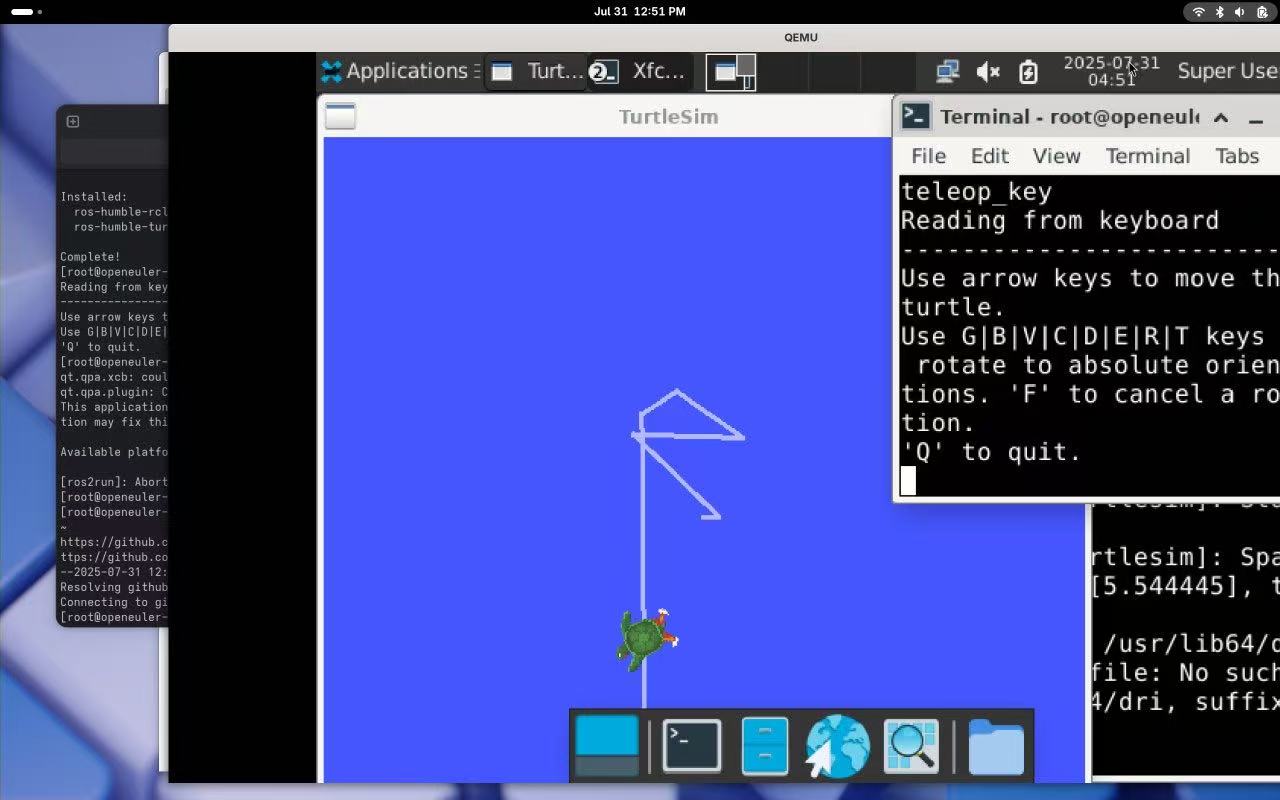 Jul 31 12:51 PM
QEMU
Applications
Turt...
Xfc...
2025-07-31
04:51
Super Use
TurtleSim
Terminal - root@openeul
File Edit View Terminal Tabs
teleop_key
Reading from keyboard
---------------------------
Use arrow keys to move th
turtle.
Use G|B|V|C|D|E|R|T keys
rotate to absolute orien
tions. 'F' to cancel a ro
tion.
'Q' to quit.
rtlesim]: Spa
[5.544445], t
/usr/lib64/d
file: No such
4/dri, suffix
Installed:
ros-humble-rcl
ros-humble-tur
Complete!
[root@openeuler-
Reading from key
----------------
Use arrow keys t
Use G|B|V|C|D|E|
'Q' to quit.
[root@openeuler-
qt.qpa.xcb: coul
qt.qpa.plugin: C
This application
tion may fix thi
Available platfo
[ros2run]: Abort
[root@openeuler-
[root@openeuler-
~
https://github.c
ttps://github.co
--2025-07-31 12:
Resolving github
Connecting to gi
[root@openeuler-